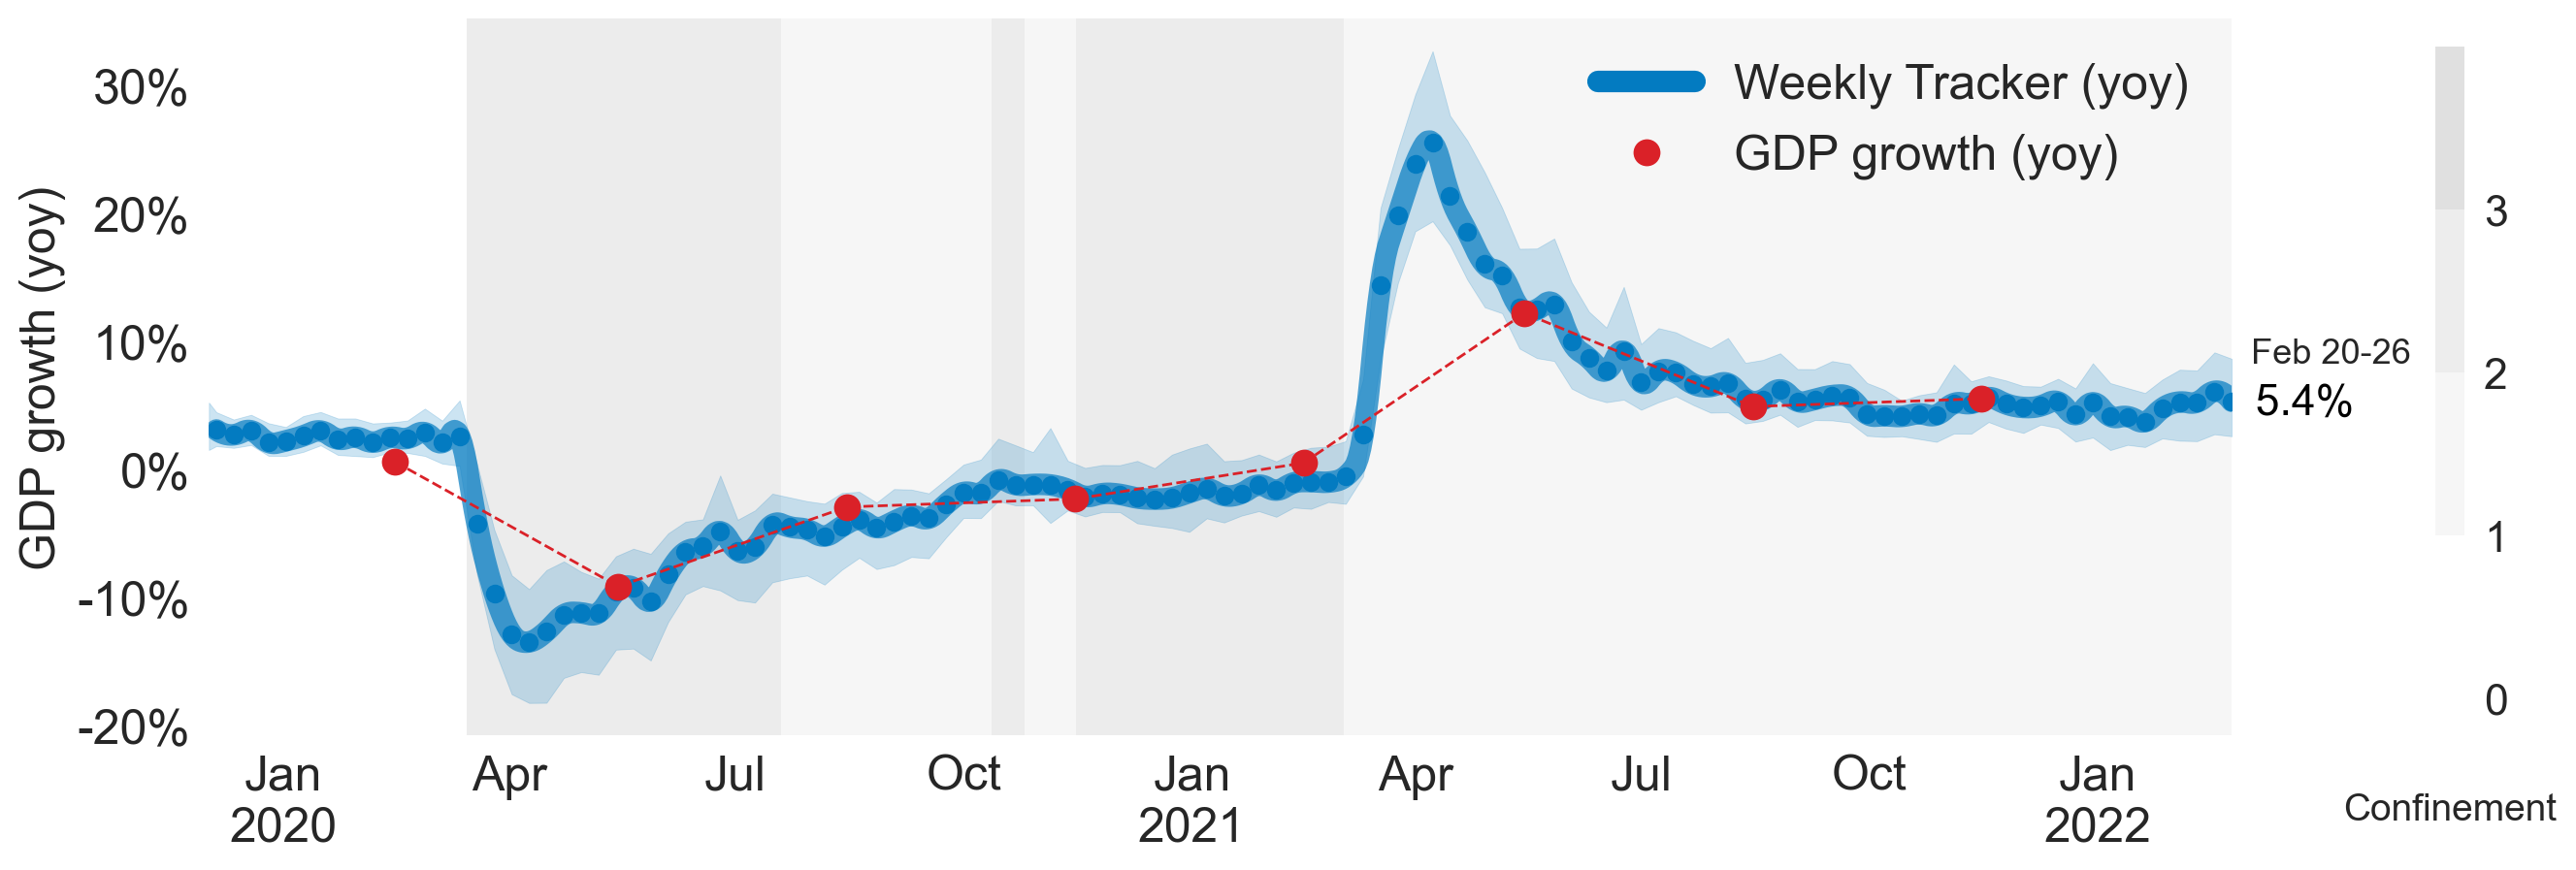 GDP growth (yoy)
30%
20%
10%
0%
-10%
-20%
Weekly Tracker (yoy)
GDP growth (yoy)
Feb 20-26
5.4%
3
2
1
0
Confinement
Jan Apr Jul Oct Jan Apr Jul Oct Jan
2020 2021 2022